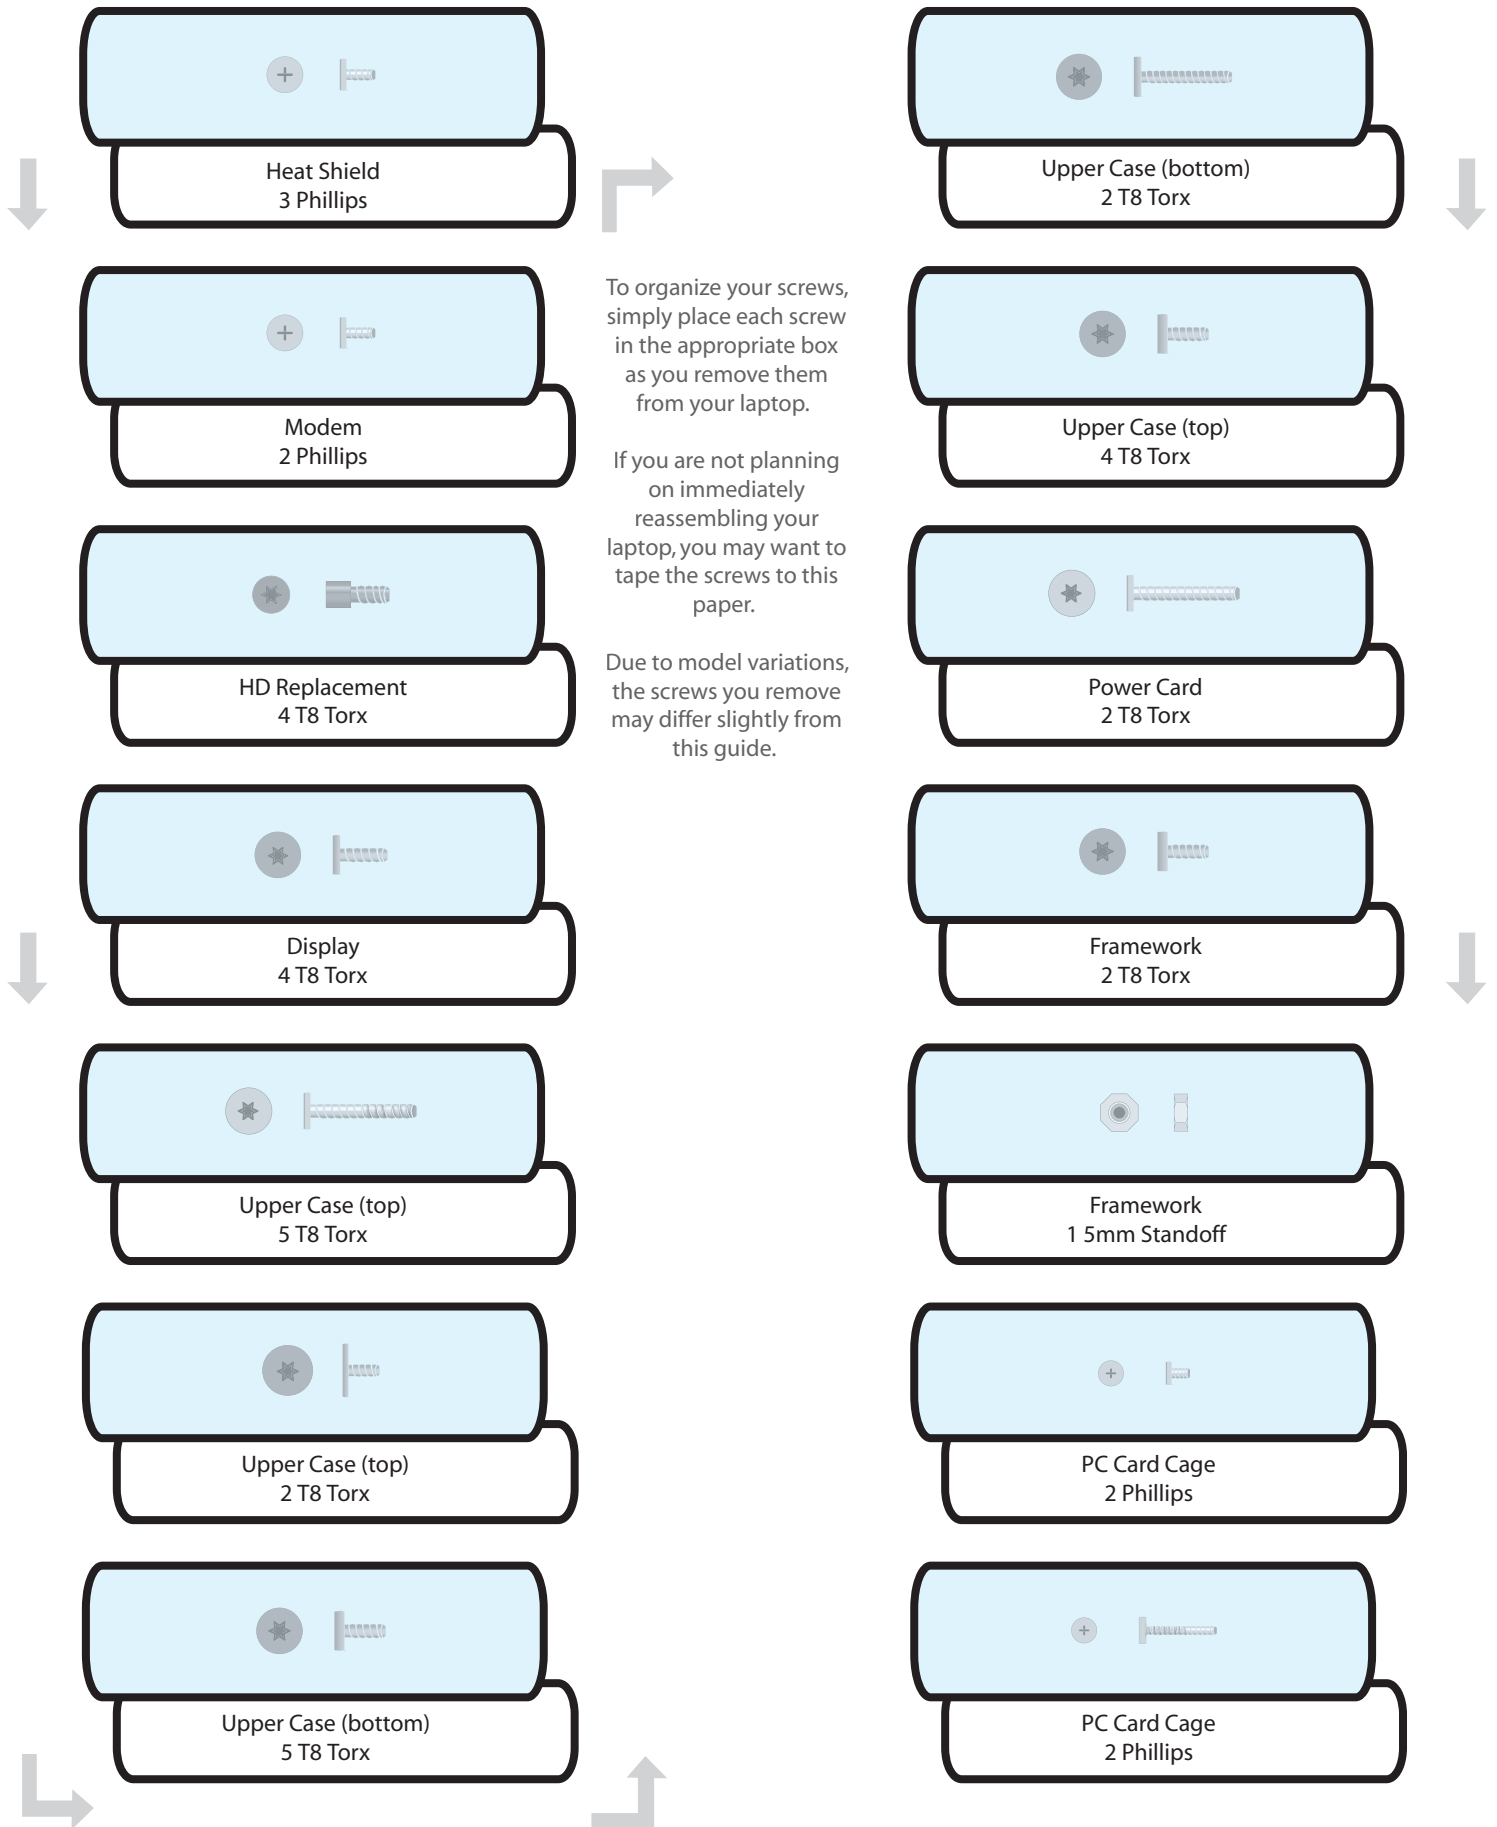 Heat Shield
3 Phillips
Modem
2 Phillips
HD Replacement
4 T8 Torx
Display
4 T8 Torx
Upper Case (top)
5 T8 Torx
Upper Case (top)
2 T8 Torx
Upper Case (bottom)
5 T8 Torx
To organize your screws,
simply place each screw
in the appropriate box
as you remove them
from your laptop.
If you are not planning
on immediately
reassembling your
laptop, you may want to
tape the screws to this
paper.
Due to model variations,
the screws you remove
may differ slightly from
this guide.
Upper Case (bottom)
2 T8 Torx
Upper Case (top)
4 T8 Torx
Power Card
2 T8 Torx
Framework
2 T8 Torx
Framework
1 5mm Standoff
PC Card Cage
2 Phillips
PC Card Cage
2 Phillips